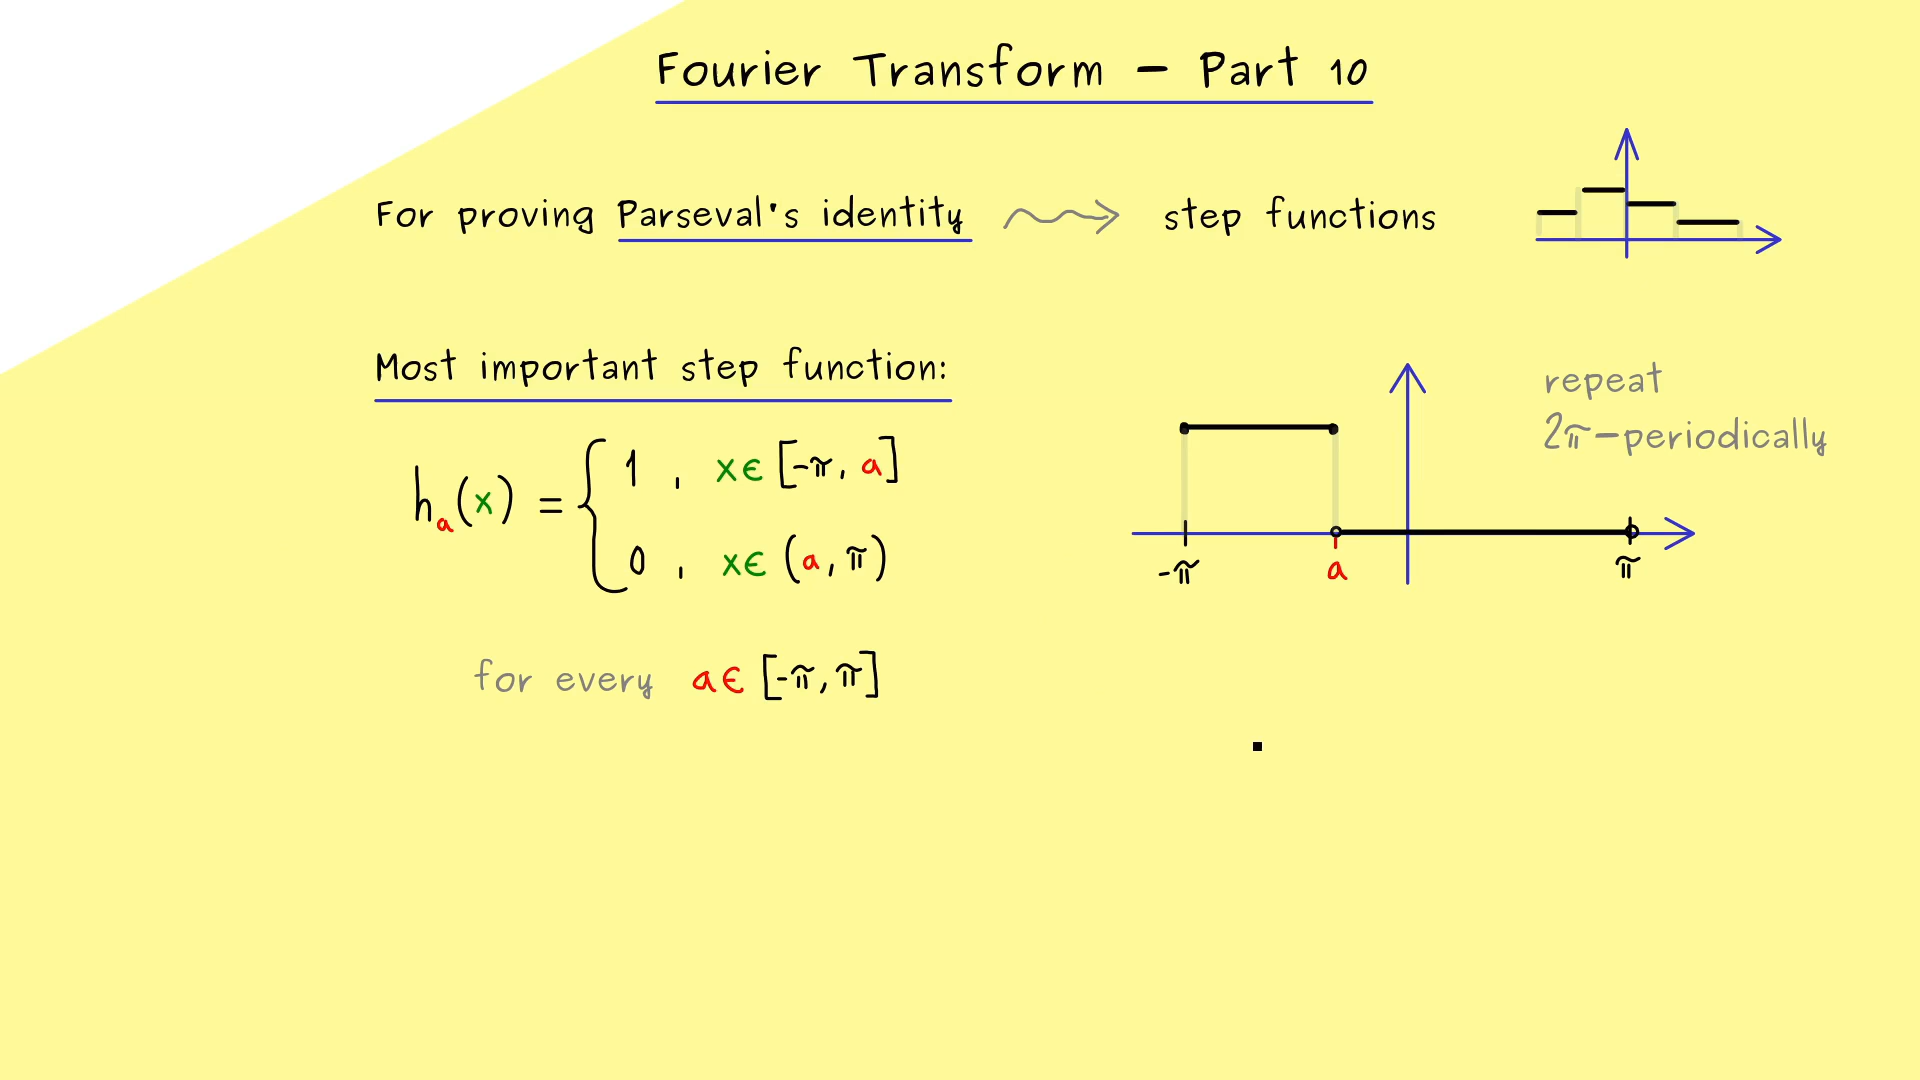 Fourier Transform – Part 10
For proving Parseval's identity ⟿ step functions
Most important step function:
repeat
2π-periodically
h_a(x) = { 1 , x∈[-π, a]
0 , x∈(a, π)
-π a π
for every a∈[-π, π]